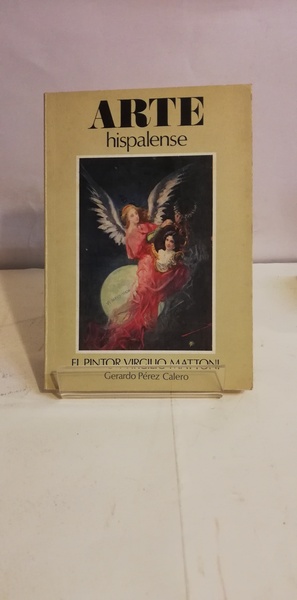 ARTE
hispalense
EL PINTOR VIRGILIO MATTONI
Gerardo Pérez Calero